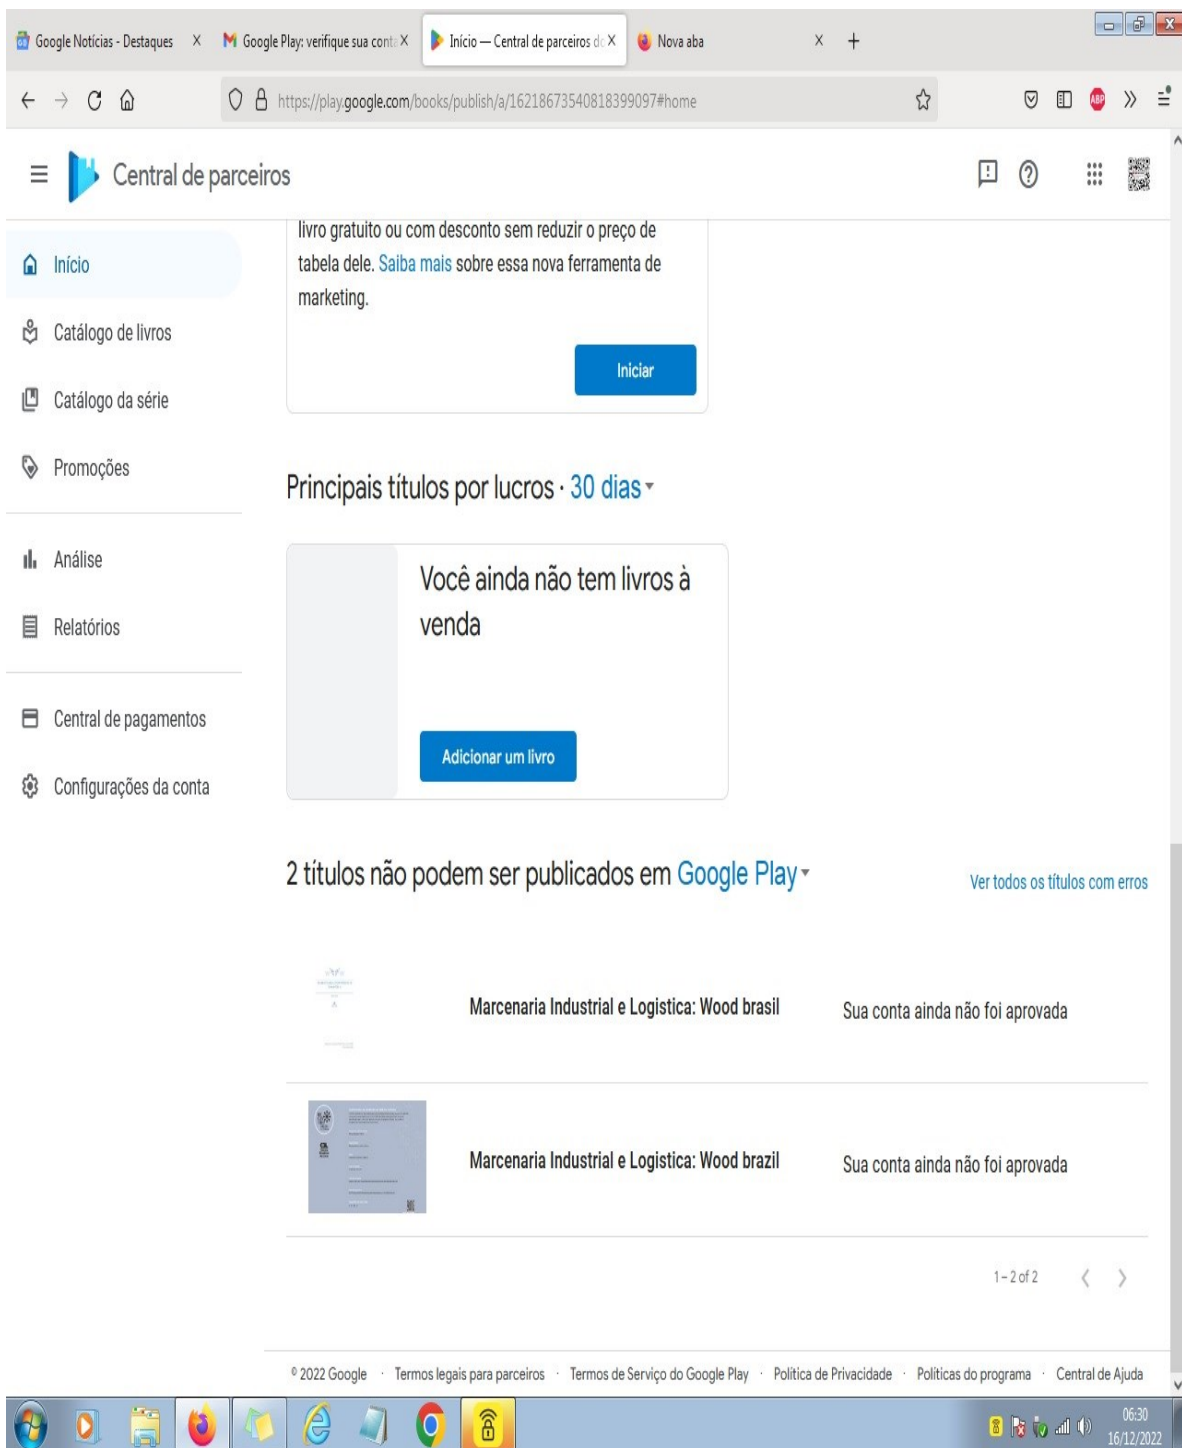 Google Notícias - Destaques
Google Play: verifique sua conta
Início — Central de parceiros do
Nova aba
https://play.google.com/books/publish/a/16218673540818399097#home
ABP
Central de parceiros
livro gratuito ou com desconto sem reduzir o preço de
tabela dele. Saiba mais sobre essa nova ferramenta de
marketing.
Iniciar
Início
Catálogo de livros
Catálogo da série
Promoções
Análise
Relatórios
Central de pagamentos
Configurações da conta
Principais títulos por lucros · 30 dias
Você ainda não tem livros à
venda
Adicionar um livro
2 títulos não podem ser publicados em Google Play
Ver todos os títulos com erros
Marcenaria Industrial e Logistica: Wood brasil
Sua conta ainda não foi aprovada
Marcenaria Industrial e Logistica: Wood brazil
Sua conta ainda não foi aprovada
1 – 2 of 2
© 2022 Google · Termos legais para parceiros · Termos de Serviço do Google Play · Política de Privacidade · Políticas do programa · Central de Ajuda
06:30
16/12/2022